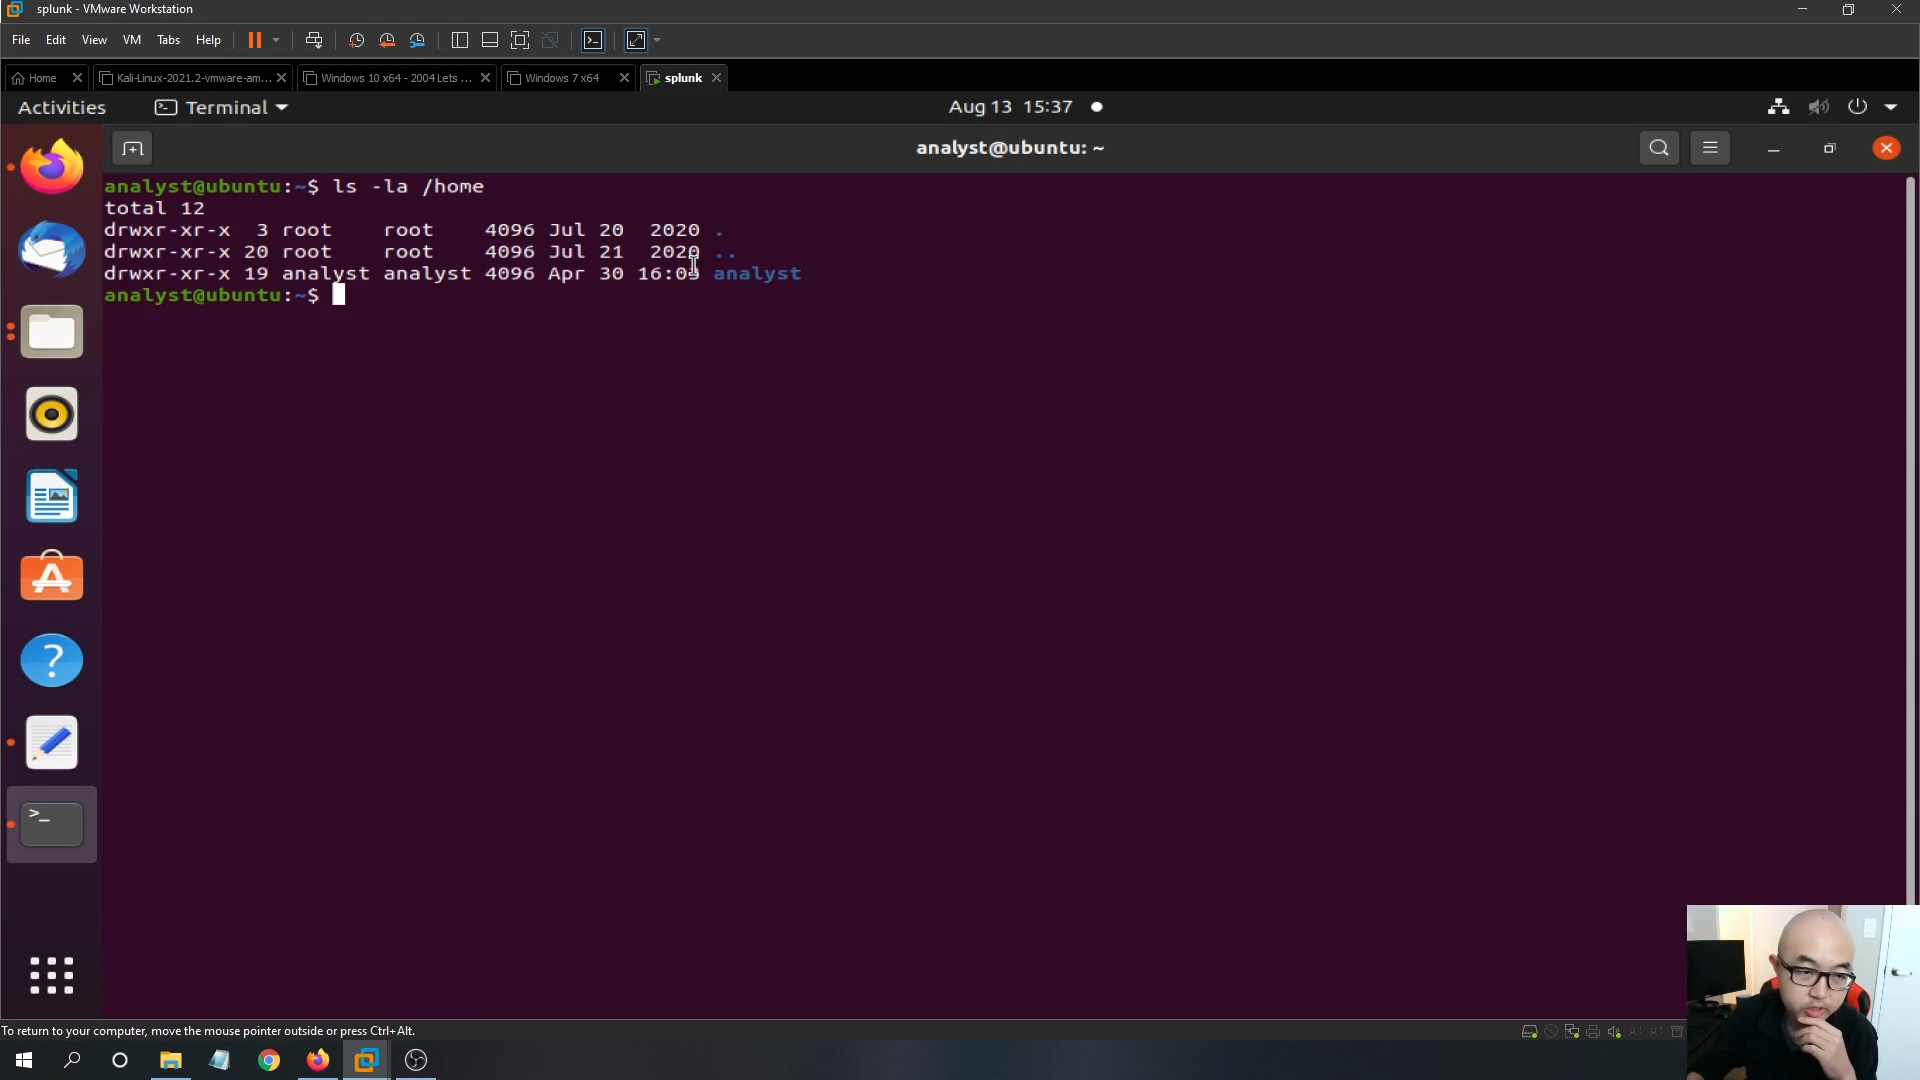 splunk - VMware Workstation
File Edit View VM Tabs Help
Home Kali-Linux-2021.2-vmware-am... Windows 10 x64 - 2004 Lets ... Windows 7 x64 splunk
Activities Terminal Aug 13 15:37
analyst@ubuntu: ~
analyst@ubuntu:~$ ls -la /home
total 12
drwxr-xr-x 3 root root 4096 Jul 20 2020 .
drwxr-xr-x 20 root root 4096 Jul 21 2020 ..
drwxr-xr-x 19 analyst analyst 4096 Apr 30 analyst
analyst@ubuntu:~$
To return to your computer, move the mouse pointer outside or press Ctrl+Alt.